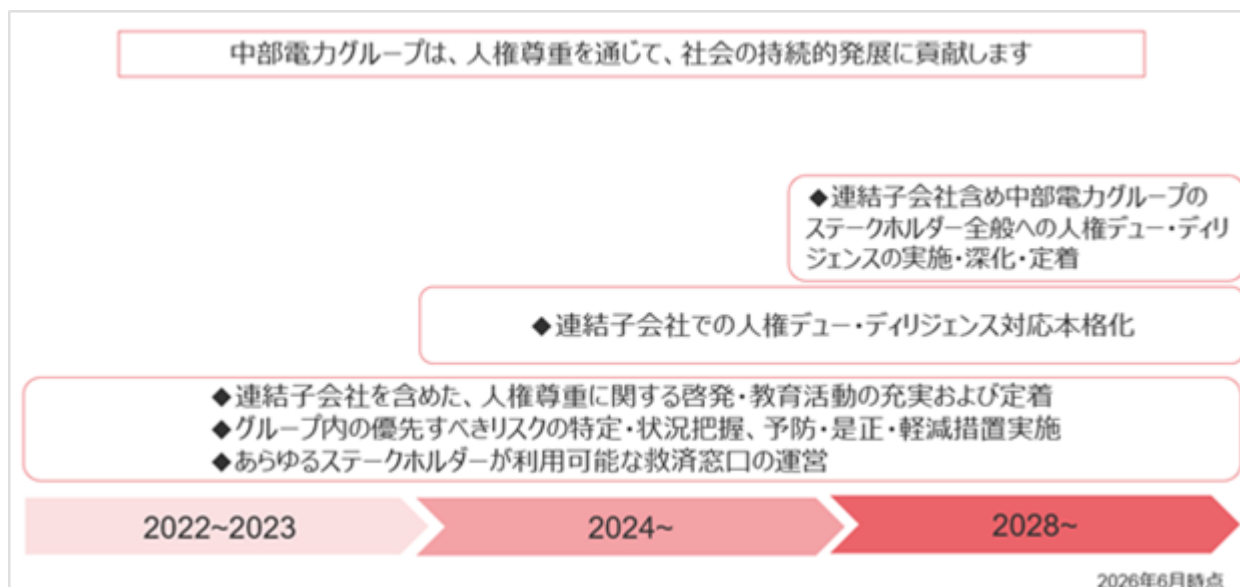 中部電力グループは、人権尊重を通じて、社会の持続的発展に貢献します
◆連結子会社含め中部電力グループの
ステークホルダー全般への人権デュー・ディリ
ジェンスの実施・深化・定着
◆連結子会社での人権デュー・ディリジェンス対応本格化
◆連結子会社を含めた、人権尊重に関する啓発・教育活動の充実および定着
◆グループ内の優先すべきリスクの特定・状況把握、予防・是正・軽減措置実施
◆あらゆるステークホルダーが利用可能な救済窓口の運営
2022~2023
2024~
2028~
2026年6月時点